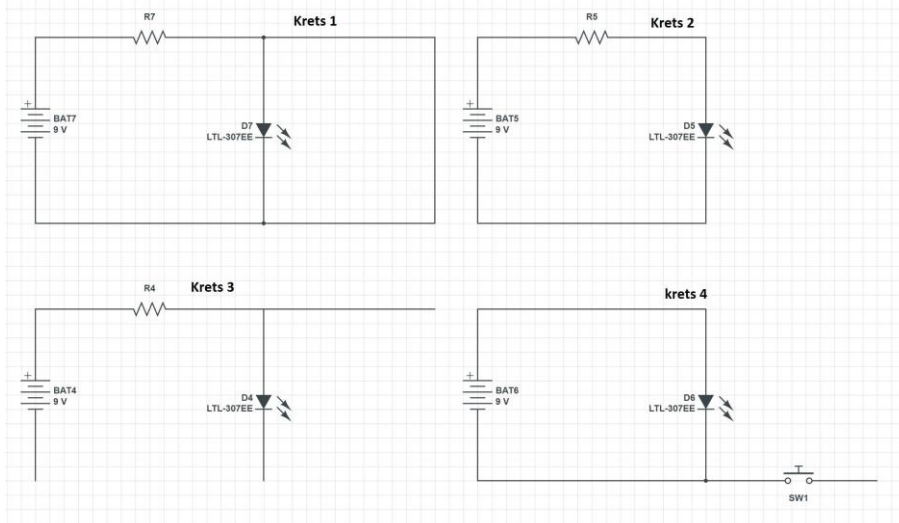 R7
Krets 1
+
BAT7
9 V
D7
LTL-307EE
R5
Krets 2
+
BAT5
9 V
D5
LTL-307EE
R4
Krets 3
+
BAT4
9 V
D4
LTL-307EE
krets 4
+
BAT6
9 V
D6
LTL-307EE
SW1